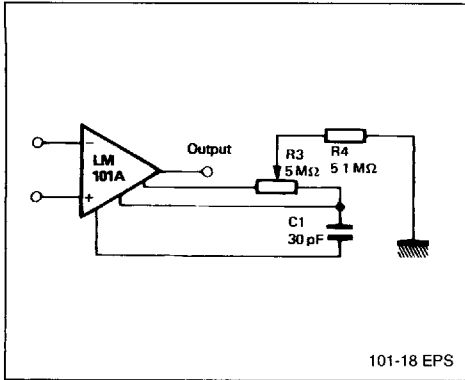 −
LM
101A
+
Output
R3
5 MΩ
R4
5 1 MΩ
C1
30 pF
101-18 EPS